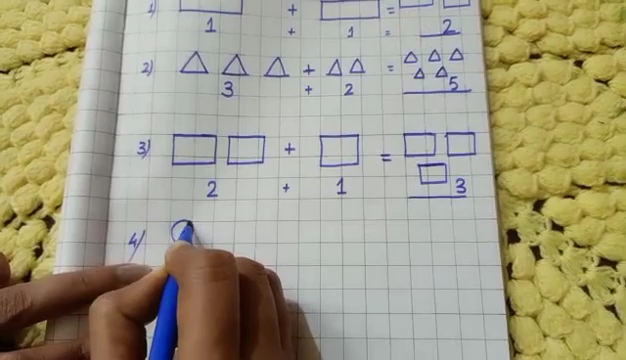 1) + =
1 + 1 = 2
2) + =
3 + 2 5
3) + =
2 + 1 3
4)